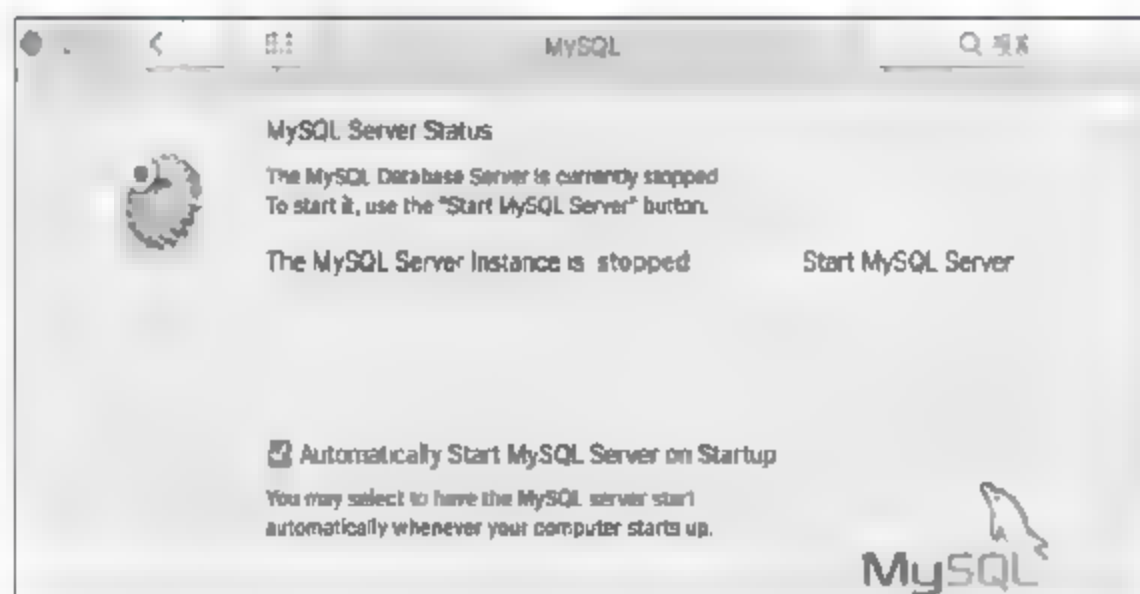 MySQL
MySQL Server Status
The MySQL Database Server is currently stopped
To start it, use the "Start MySQL Server" button.
The MySQL Server Instance is stopped
Start MySQL Server
Automatically Start MySQL Server on Startup
You may select to have the MySQL server start
automatically whenever your computer starts up.
MySQL